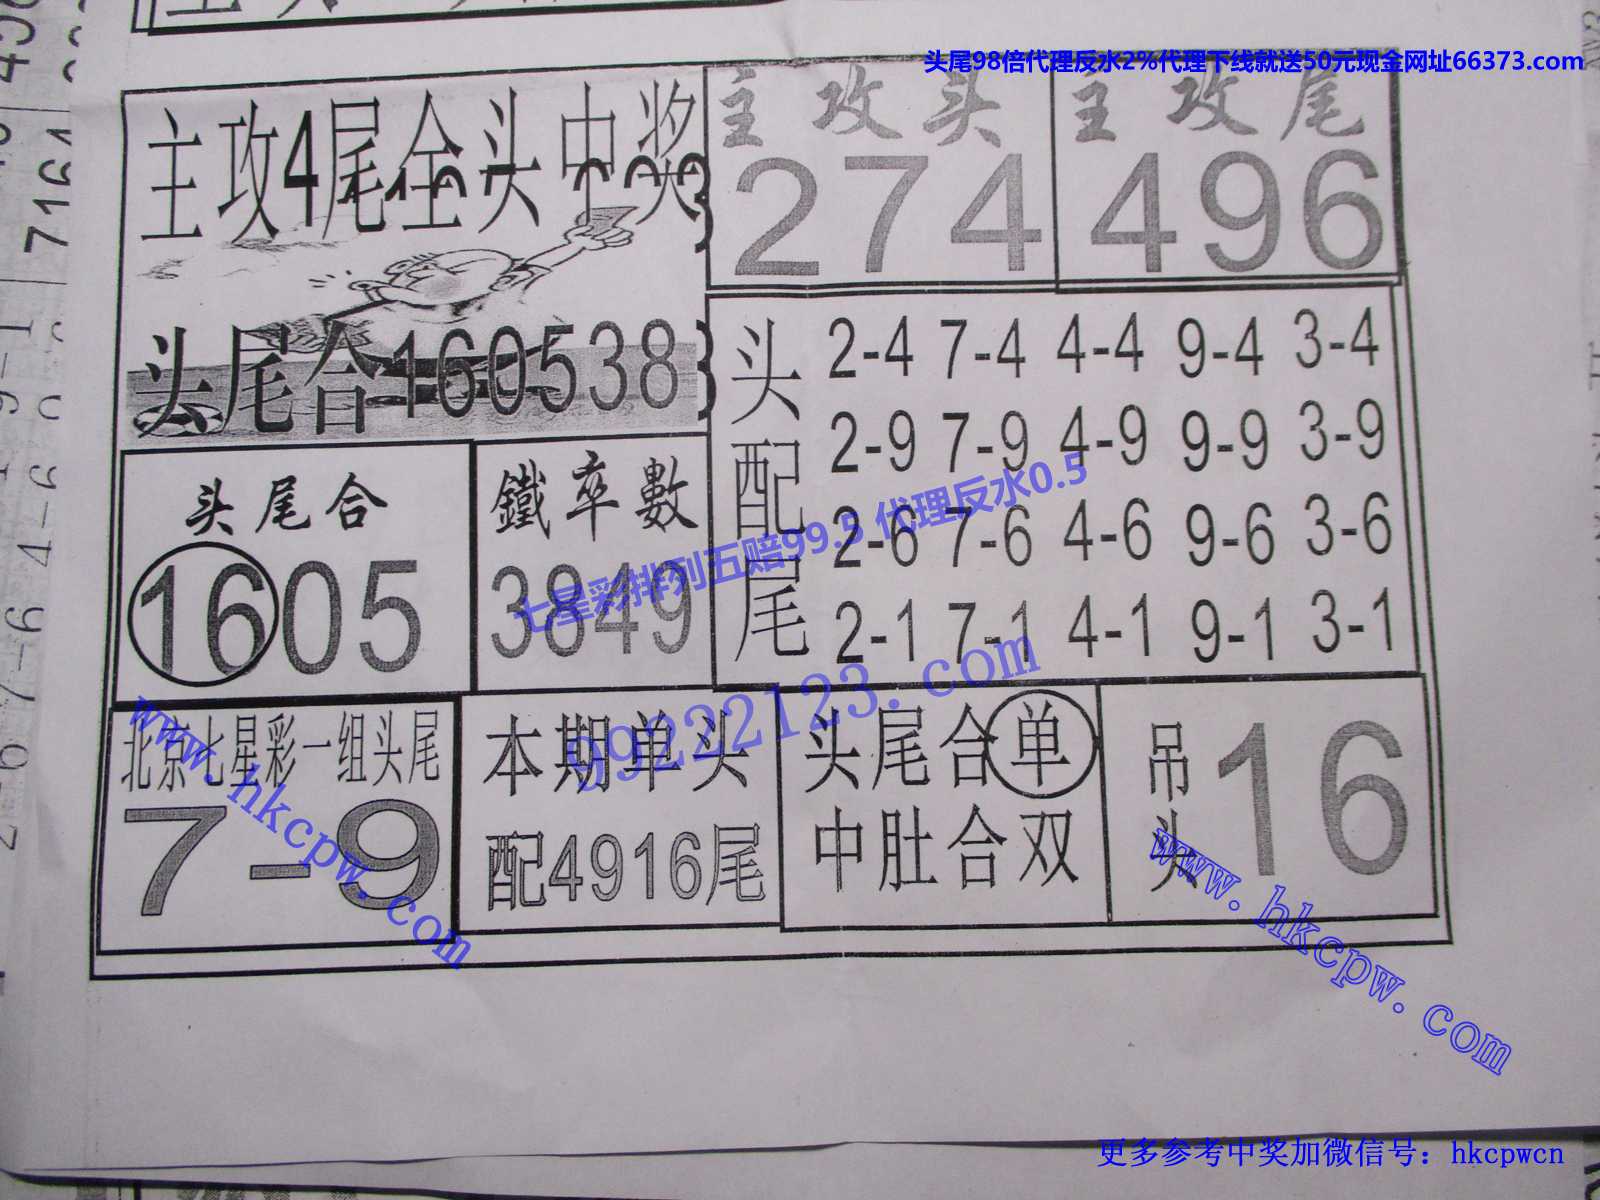 头尾98倍代理反水2%代理下线就送50元现金网址66373.com
主攻4尾全头中奖
头尾合160538
主攻头
274
主攻尾
496
头配尾
2-4 7-4 4-4 9-4 3-4
2-9 7-9 4-9 9-9 3-9
2-6 7-6 4-6 9-6 3-6
2-1 7-1 4-1 9-1 3-1
头尾合
1605
鐵卒數
3849
七星彩排列五赔99.5 代理反水0.5
99222123.com
北京七星彩一组头尾
7-9
www.hkcpw.com
本期单头
配4916尾
头尾合单
中肚合双
吊头16
www.hkcpw.com
更多参考中奖加微信号：hkcpwcn